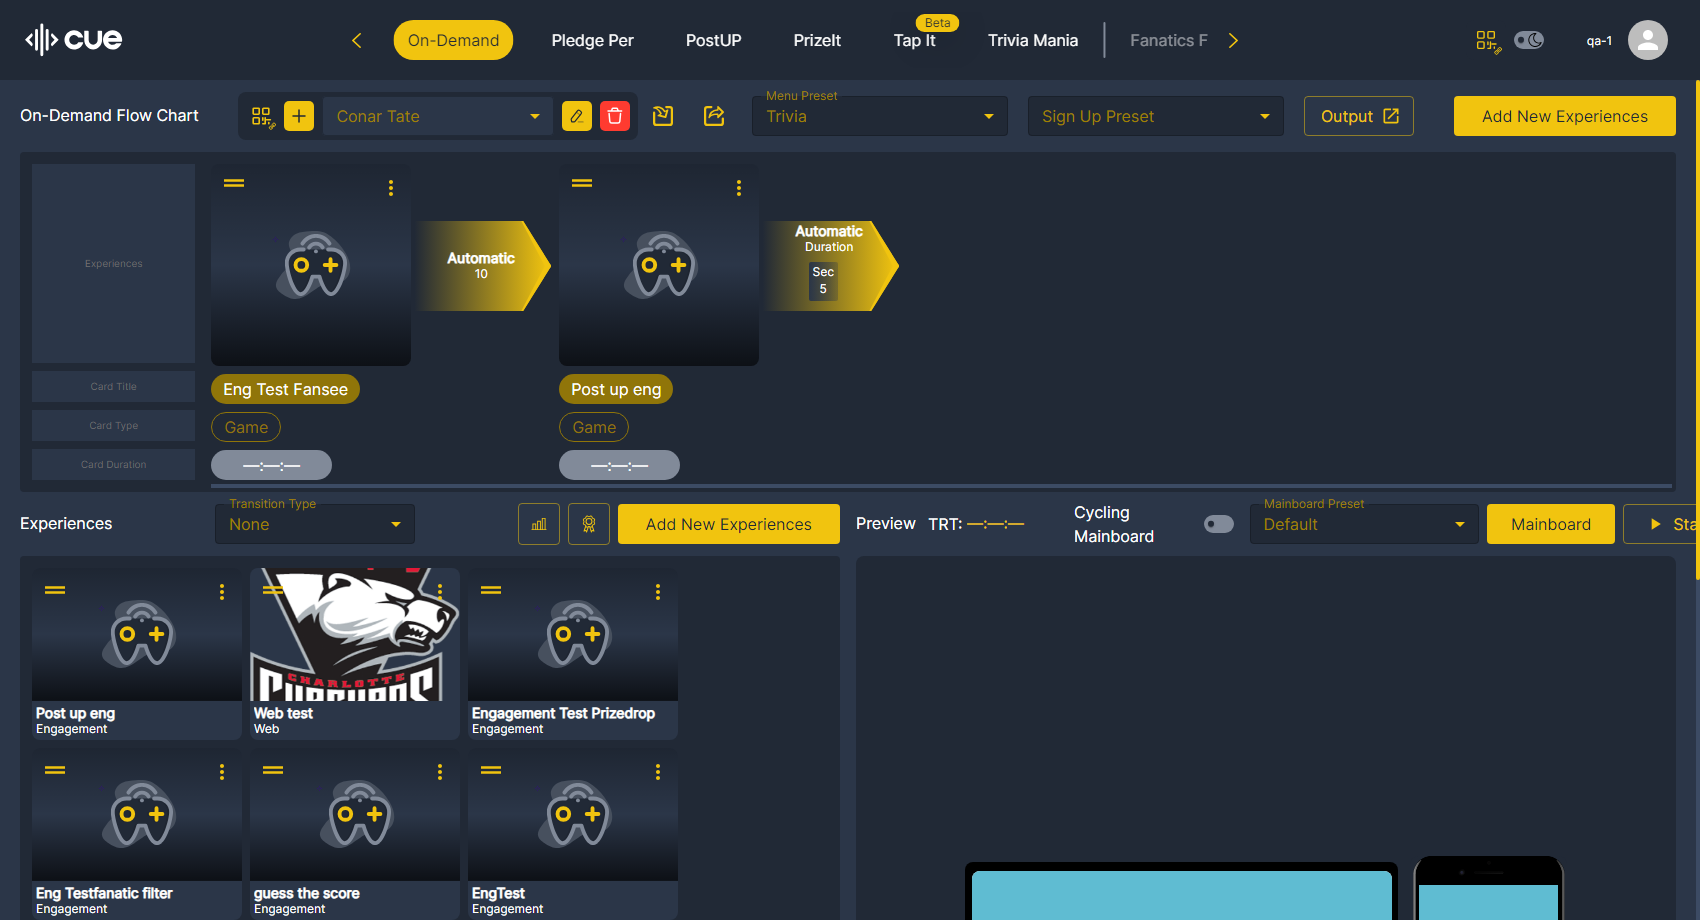 cue
On-Demand
Pledge Per
PostUP
PrizeIt
Beta
Tap It
Trivia Mania
Fanatics F
qa-1
On-Demand Flow Chart
Conar Tate
Menu Preset
Trivia
Sign Up Preset
Output
Add New Experiences
Experiences
Card Title
Card Type
Card Duration
Automatic
10
Automatic
Duration
Sec
5
Eng Test Fansee
Post up eng
Game
Game
—:—:—
—:—:—
Experiences
Transition Type
None
Add New Experiences
Preview
TRT: —:—:—
Cycling
Mainboard
Mainboard Preset
Default
Mainboard
Sta
CHARLOTTE
Post up eng
Engagement
Web test
Web
Engagement Test Prizedrop
Engagement
Eng Testfanatic filter
Engagement
guess the score
Engagement
EngTest
Engagement